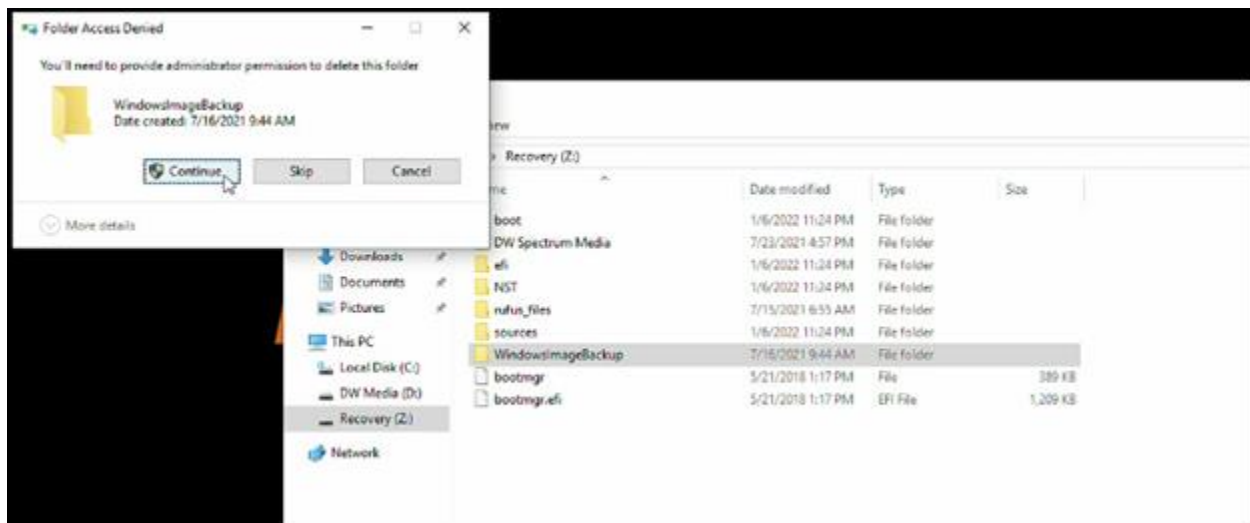 Folder Access Denied
You'll need to provide administrator permission to delete this folder
WindowsImageBackup
Date created: 7/16/2021 9:44 AM
Continue Skip Cancel
More details
iew
› Recovery (Z:)
me Date modified Type Size
boot 1/6/2022 11:24 PM File folder
DW Spectrum Media 7/23/2021 4:57 PM File folder
efi 1/6/2022 11:24 PM File folder
NST 1/6/2022 11:24 PM File folder
rufus_files 7/15/2021 6:55 AM File folder
sources 1/6/2022 11:24 PM File folder
WindowsImageBackup 7/16/2021 9:44 AM File folder
bootmgr 5/21/2018 1:17 PM File 389 KB
bootmgr.efi 5/21/2018 1:17 PM EFI File 1,209 KB
Downloads
Documents
Pictures
This PC
Local Disk (C:)
DW Media (D:)
Recovery (Z:)
Network